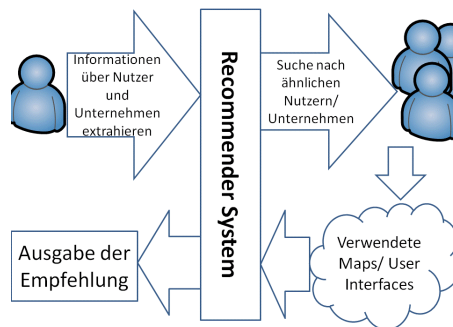 Informationen
über Nutzer
und
Unternehmen
extrahieren
Recommender System
Suche nach
ähnlichen
Nutzern/
Unternehmen
Verwendete
Maps/ User
Interfaces
Ausgabe der
Empfehlung